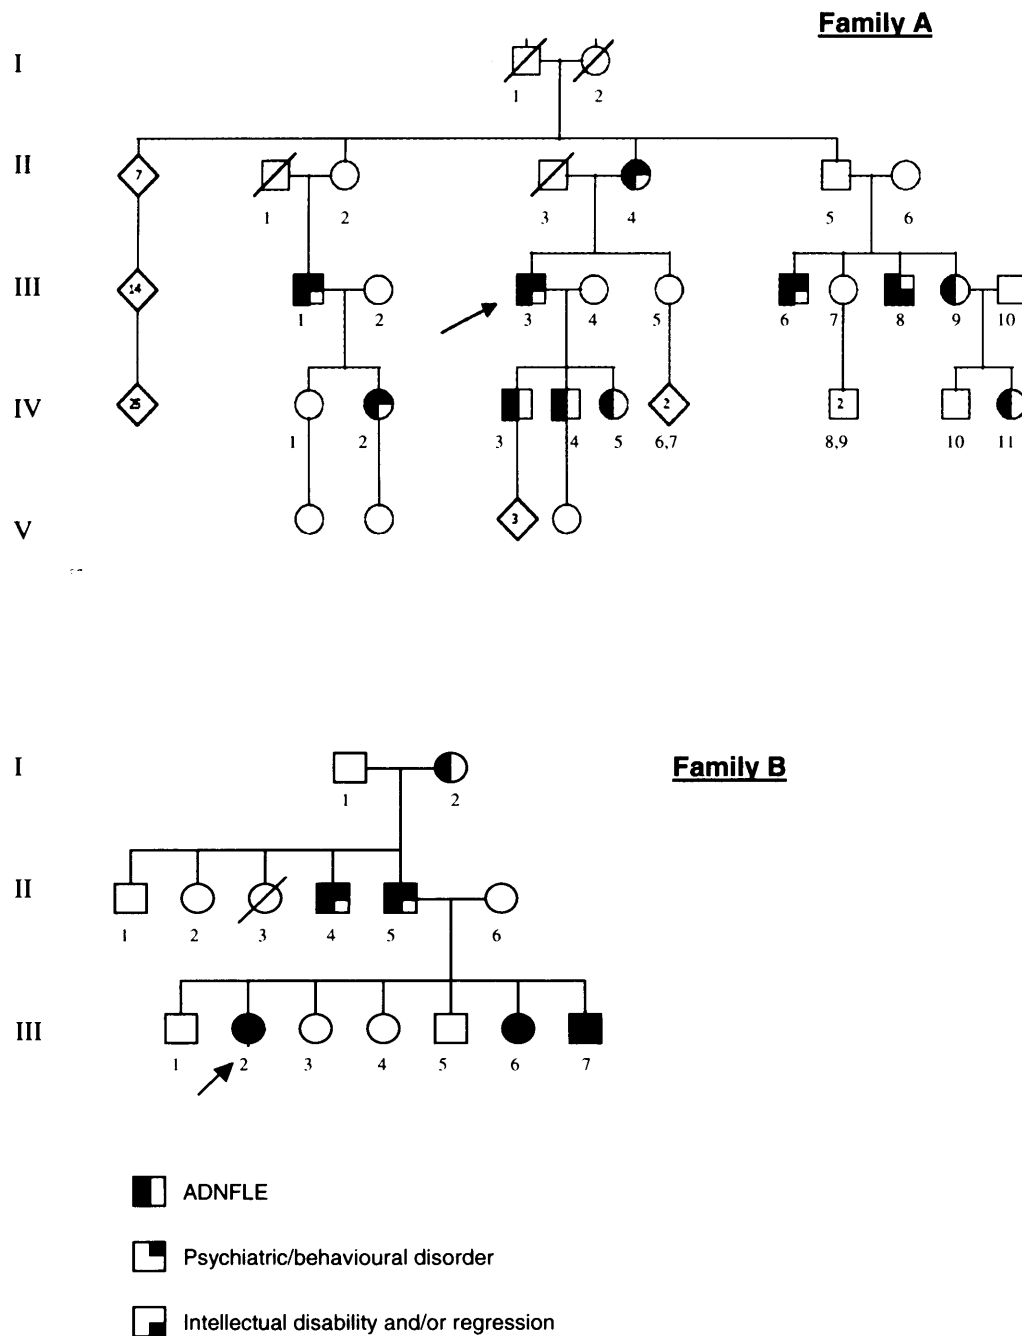 Family A
I
1 2
II
7
1 2 3 4 5 6
III
14
1 2 3 4 5 6 7 8 9 10
IV
25 2 2
1 2 3 4 5 6,7 8,9 10 11
V
3
I
Family B
1 2
II
1 2 3 4 5 6
III
1 2 3 4 5 6 7
ADNFLE
Psychiatric/behavioural disorder
Intellectual disability and/or regression